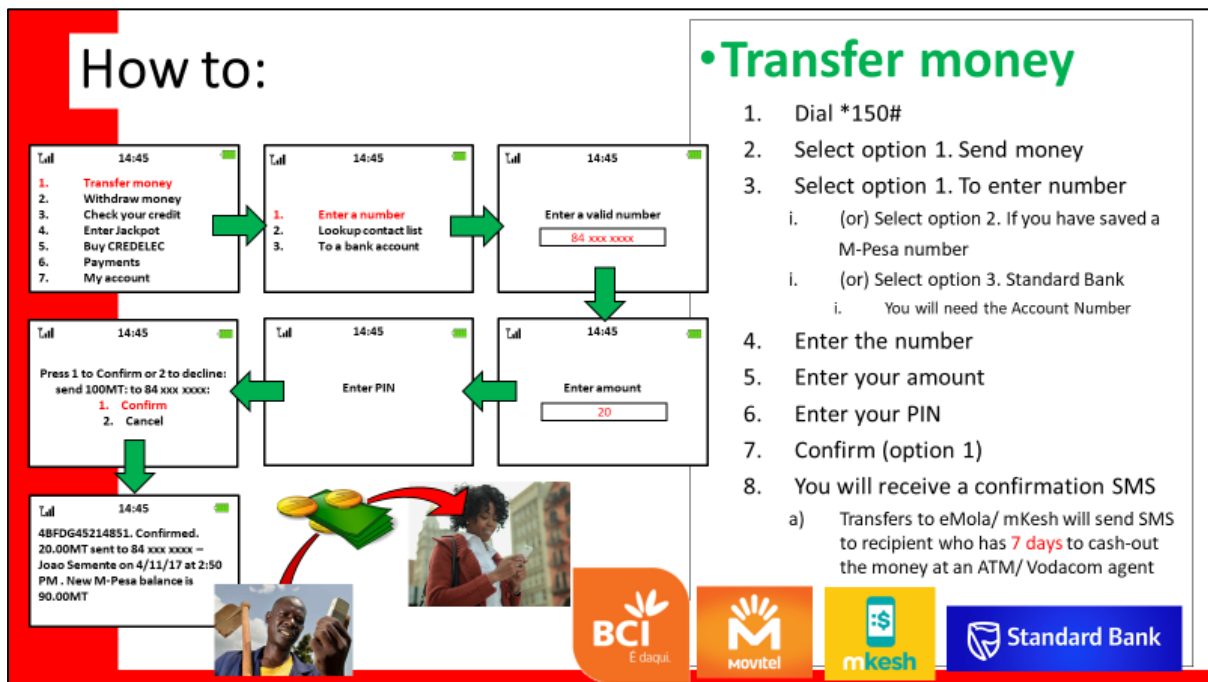 How to:
14:45
1. Transfer money
2. Withdraw money
3. Check your credit
4. Enter Jackpot
5. Buy CREDELEC
6. Payments
7. My account
14:45
1. Enter a number
2. Lookup contact list
3. To a bank account
14:45
Enter a valid number
84 xxx xxxx
14:45
Enter amount
20
14:45
Enter PIN
14:45
Press 1 to Confirm or 2 to decline:
send 100MT: to 84 xxx xxxx:
1. Confirm
2. Cancel
14:45
4BFDG45214851. Confirmed.
20.00MT sent to 84 xxx xxxx –
Joao Semente on 4/11/17 at 2:50
PM . New M-Pesa balance is
90.00MT
•Transfer money
1. Dial *150#
2. Select option 1. Send money
3. Select option 1. To enter number
i. (or) Select option 2. If you have saved a
M-Pesa number
i. (or) Select option 3. Standard Bank
i. You will need the Account Number
4. Enter the number
5. Enter your amount
6. Enter your PIN
7. Confirm (option 1)
8. You will receive a confirmation SMS
a) Transfers to eMola/ mKesh will send SMS
to recipient who has 7 days to cash-out
the money at an ATM/ Vodacom agent
BCI
É daqui.
Movitel
:$
mkesh
Standard Bank